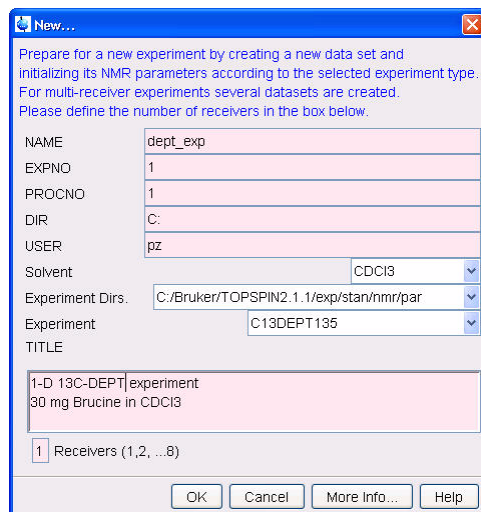 New...
Prepare for a new experiment by creating a new data set and
initializing its NMR parameters according to the selected experiment type.
For multi-receiver experiments several datasets are created.
Please define the number of receivers in the box below.
NAME dept_exp
EXPNO 1
PROCNO 1
DIR C:
USER pz
Solvent CDCl3
Experiment Dirs. C:/Bruker/TOPSPIN2.1.1/exp/stan/nmr/par
Experiment C13DEPT135
TITLE
1-D 13C-DEPT experiment
30 mg Brucine in CDCl3
1 Receivers (1,2, ...8)
OK Cancel More Info... Help